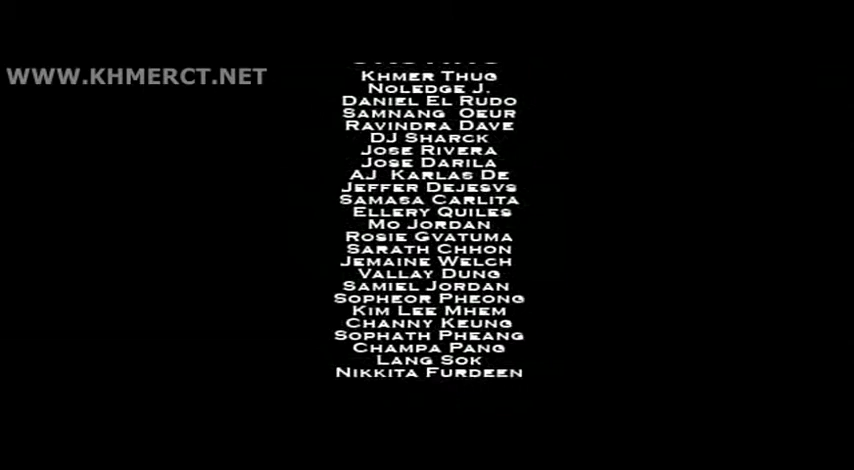 WWW.KHMERCT.NET
KHMER THUG
NOLEDGE J.
DANIEL EL RUDO
SAMNANG OEUR
RAVINDRA DAVE
DJ SHARCK
JOSE RIVERA
JOSE DARILA
AJ KARLAS DE
JEFFER DEJESVS
SAMASA CARLITA
ELLERY QUILES
MO JORDAN
ROSIE GVATUMA
SARATH CHHON
JEMAINE WELCH
VALLAY DUNG
SAMIEL JORDAN
SOPHEOR PHEONG
KIM LEE MHEM
CHANNY KEUNG
SOPHATH PHEANG
CHAMPA PANG
LANG SOK
NIKKITA FURDEEN